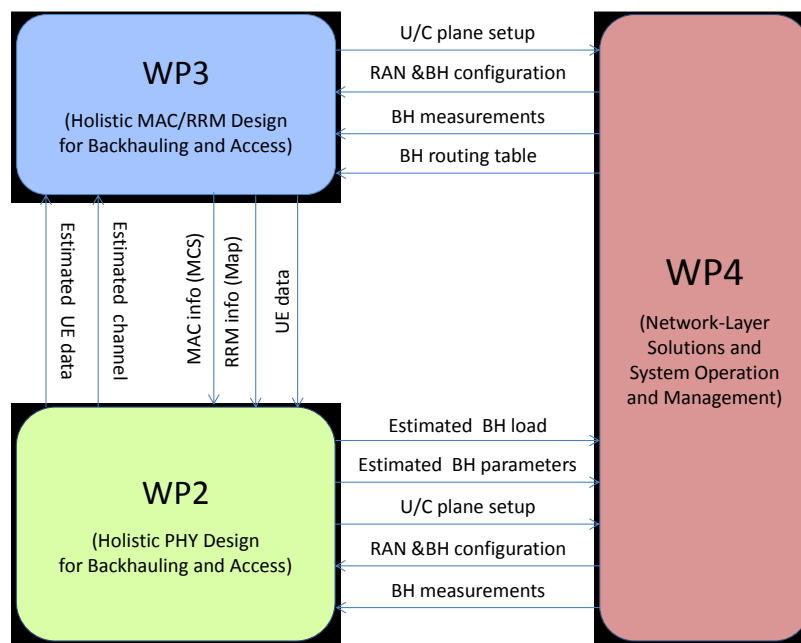 WP3
(Holistic MAC/RRM Design
for Backhauling and Access)
U/C plane setup
RAN &BH configuration
BH measurements
BH routing table
Estimated UE data
Estimated channel
MAC info (MCS)
RRM info (Map)
UE data
WP4
(Network-Layer
Solutions and
System Operation
and Management)
WP2
(Holistic PHY Design
for Backhauling and Access)
Estimated BH load
Estimated BH parameters
U/C plane setup
RAN &BH configuration
BH measurements